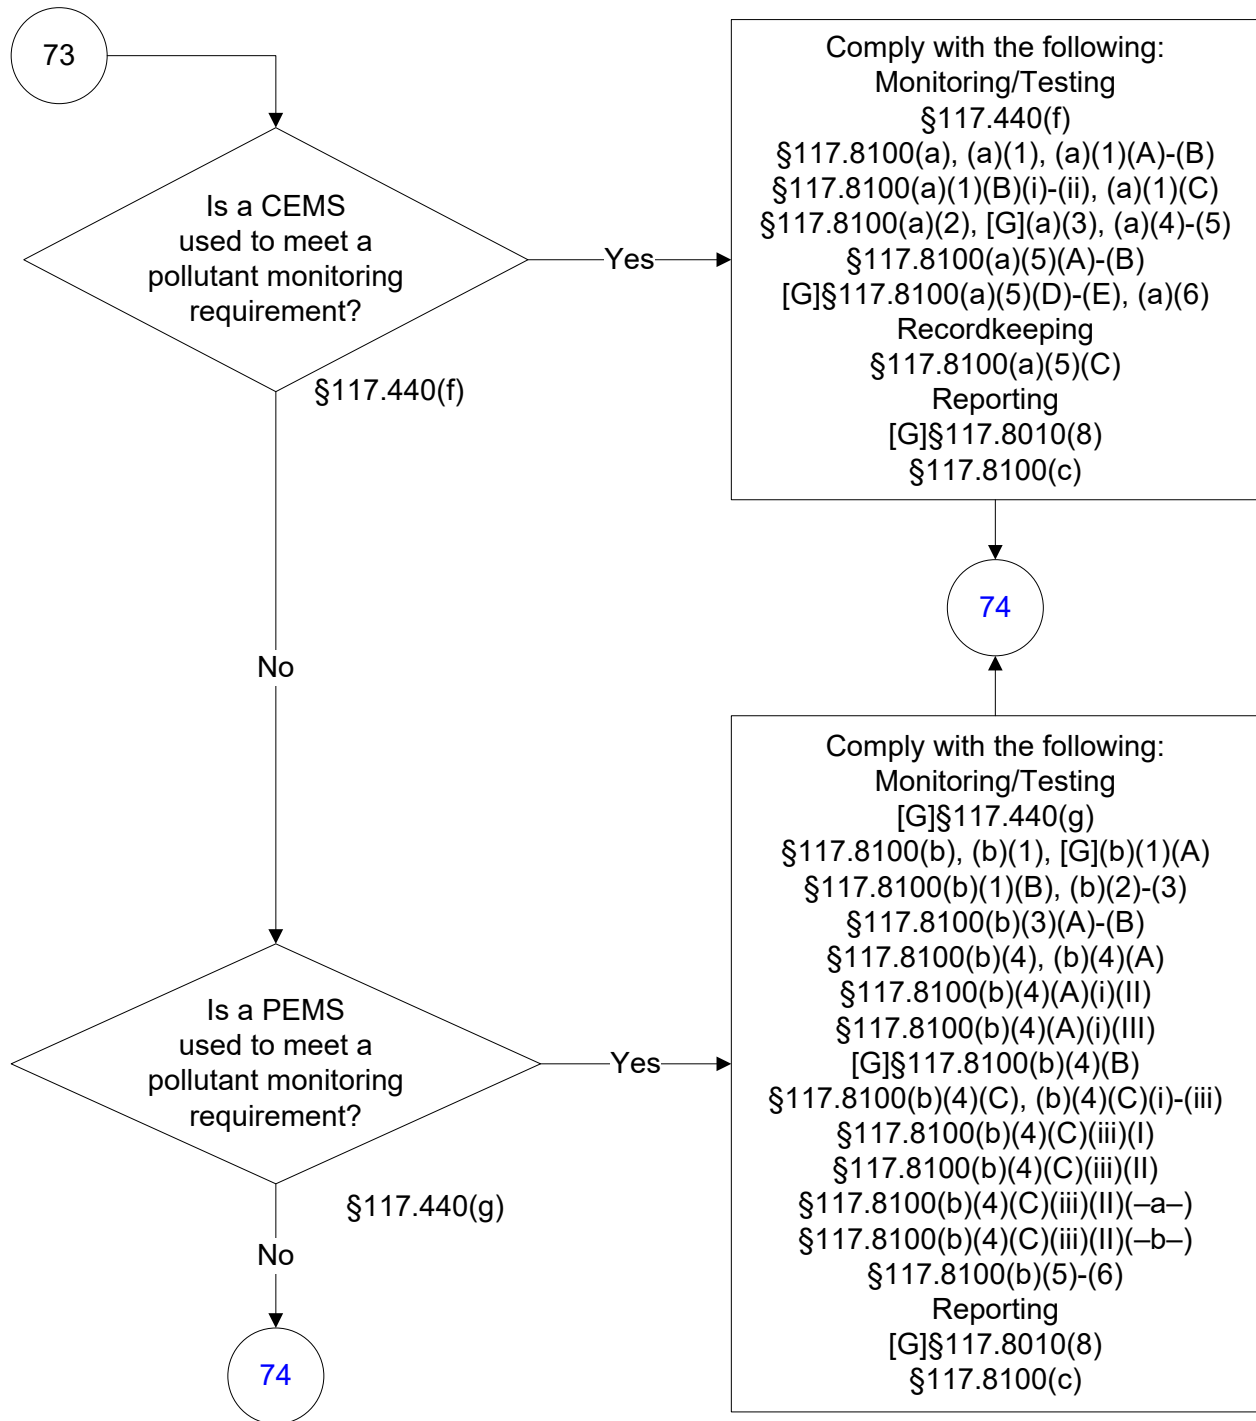 73
Is a CEMS
used to meet a
pollutant monitoring
requirement?
§117.440(f)
Yes
Comply with the following:
Monitoring/Testing
§117.440(f)
§117.8100(a), (a)(1), (a)(1)(A)-(B)
§117.8100(a)(1)(B)(i)-(ii), (a)(1)(C)
§117.8100(a)(2), [G](a)(3), (a)(4)-(5)
§117.8100(a)(5)(A)-(B)
[G]§117.8100(a)(5)(D)-(E), (a)(6)
Recordkeeping
§117.8100(a)(5)(C)
Reporting
[G]§117.8010(8)
§117.8100(c)
74
No
Is a PEMS
used to meet a
pollutant monitoring
requirement?
§117.440(g)
Yes
Comply with the following:
Monitoring/Testing
[G]§117.440(g)
§117.8100(b), (b)(1), [G](b)(1)(A)
§117.8100(b)(1)(B), (b)(2)-(3)
§117.8100(b)(3)(A)-(B)
§117.8100(b)(4), (b)(4)(A)
§117.8100(b)(4)(A)(i)(II)
§117.8100(b)(4)(A)(i)(III)
[G]§117.8100(b)(4)(B)
§117.8100(b)(4)(C), (b)(4)(C)(i)-(iii)
§117.8100(b)(4)(C)(iii)(I)
§117.8100(b)(4)(C)(iii)(II)
§117.8100(b)(4)(C)(iii)(II)(–a–)
§117.8100(b)(4)(C)(iii)(II)(–b–)
§117.8100(b)(5)-(6)
Reporting
[G]§117.8010(8)
§117.8100(c)
No
74